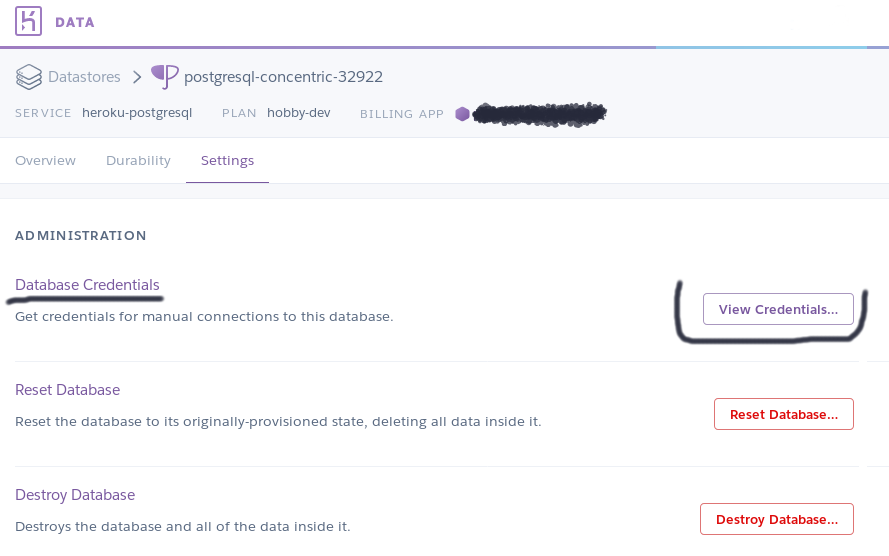 DATA
Datastores > postgresql-concentric-32922
SERVICE heroku-postgresql PLAN hobby-dev BILLING APP
Overview Durability Settings
ADMINISTRATION
Database Credentials
Get credentials for manual connections to this database.
View Credentials...
Reset Database
Reset the database to its originally-provisioned state, deleting all data inside it.
Reset Database...
Destroy Database
Destroys the database and all of the data inside it.
Destroy Database...